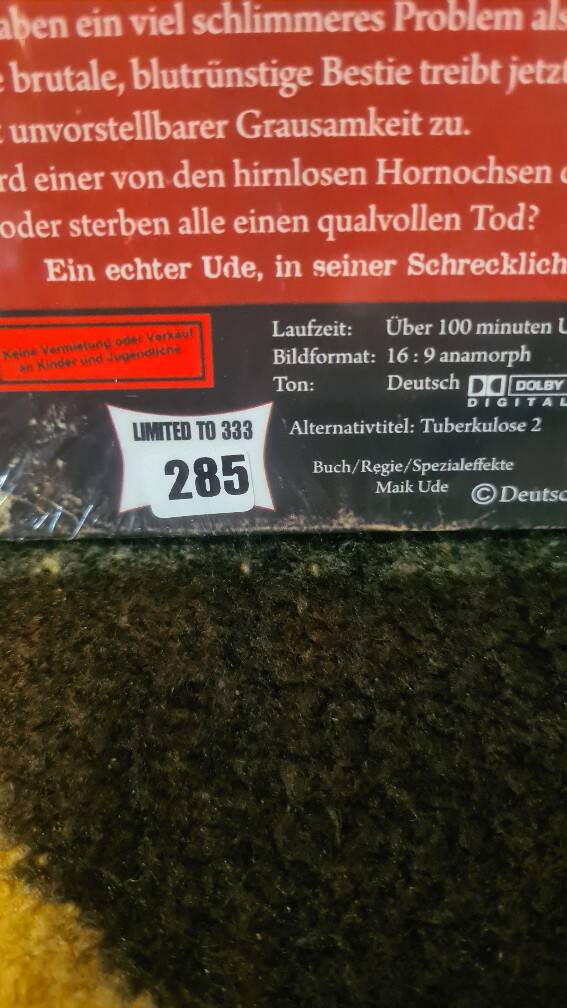 aben ein viel schlimmeres Problem als
brutale, blutrünstige Bestie treibt jetzt
unvorstellbarer Grausamkeit zu.
rd einer von den hirnlosen Hornochsen
oder sterben alle einen qualvollen Tod?
Ein echter Ude, in seiner Schrecklich
Keine Vermietung oder Verkauf
an Kinder und Jugendliche
LIMITED TO 333
285
Laufzeit: Über 100 minuten U
Bildformat: 16:9 anamorph
Ton: Deutsch DOLBY
DIGITAL
Alternativtitel: Tuberkulose 2
Buch/Regie/Spezialeffekte
Maik Ude
© Deutsc